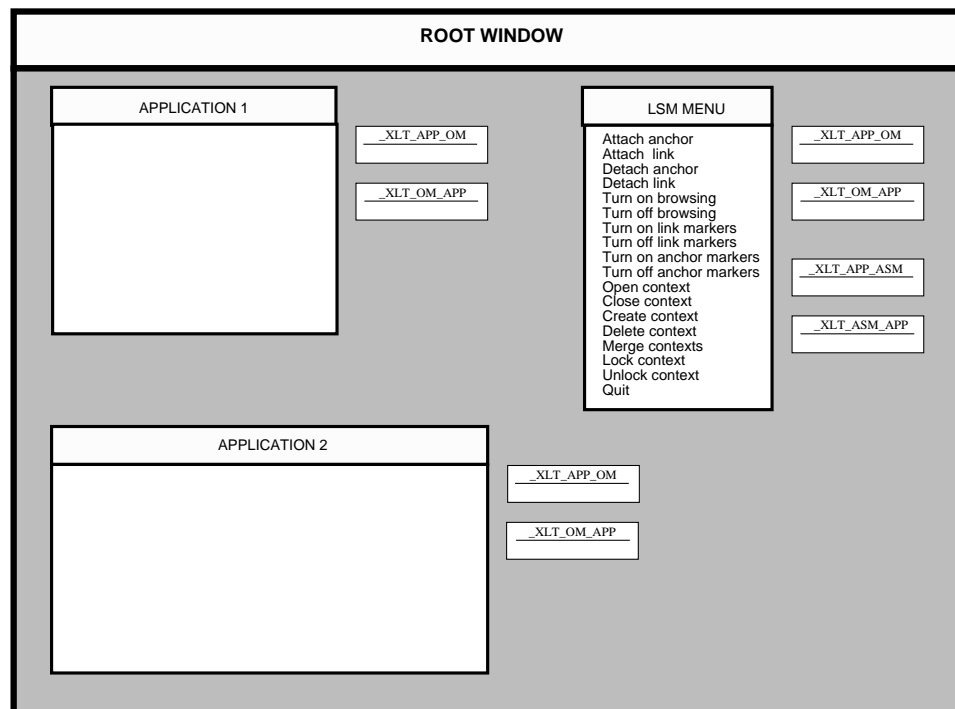 ROOT WINDOW
APPLICATION 1
_XLT_APP_OM
_XLT_OM_APP
LSM MENU
Attach anchor
Attach link
Detach anchor
Detach link
Turn on browsing
Turn off browsing
Turn on link markers
Turn off link markers
Turn on anchor markers
Turn off anchor markers
Open context
Close context
Create context
Delete context
Merge contexts
Lock context
Unlock context
Quit
_XLT_APP_OM
_XLT_OM_APP
_XLT_APP_ASM
_XLT_ASM_APP
APPLICATION 2
_XLT_APP_OM
_XLT_OM_APP